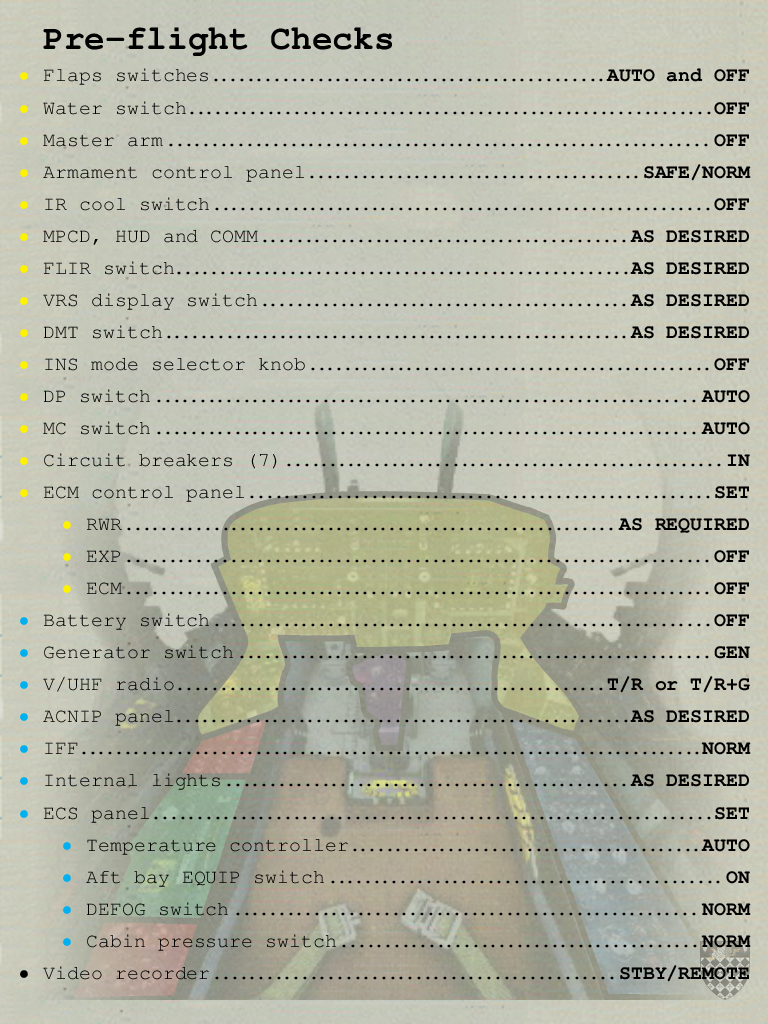 Pre-flight Checks
• Flaps switches............................................AUTO and OFF
• Water switch............................................................OFF
• Master arm..............................................................OFF
• Armament control panel......................................SAFE/NORM
• IR cool switch..........................................................OFF
• MPCD, HUD and COMM..........................................AS DESIRED
• FLIR switch...................................................AS DESIRED
• VRS display switch..........................................AS DESIRED
• DMT switch....................................................AS DESIRED
• INS mode selector knob..............................................OFF
• DP switch..............................................................AUTO
• MC switch..............................................................AUTO
• Circuit breakers (7)..................................................IN
• ECM control panel.....................................................SET
• RWR.......................................................AS REQUIRED
• EXP..................................................................OFF
• ECM..................................................................OFF
• Battery switch.........................................................OFF
• Generator switch......................................................GEN
• V/UHF radio................................................T/R or T/R+G
• ACNIP panel...................................................AS DESIRED
• IFF.....................................................................NORM
• Internal lights..............................................AS DESIRED
• ECS panel...............................................................SET
• Temperature controller.......................................AUTO
• Aft bay EQUIP switch............................................ON
• DEFOG switch....................................................NORM
• Cabin pressure switch.........................................NORM
• Video recorder.............................................STBY/REMOTE